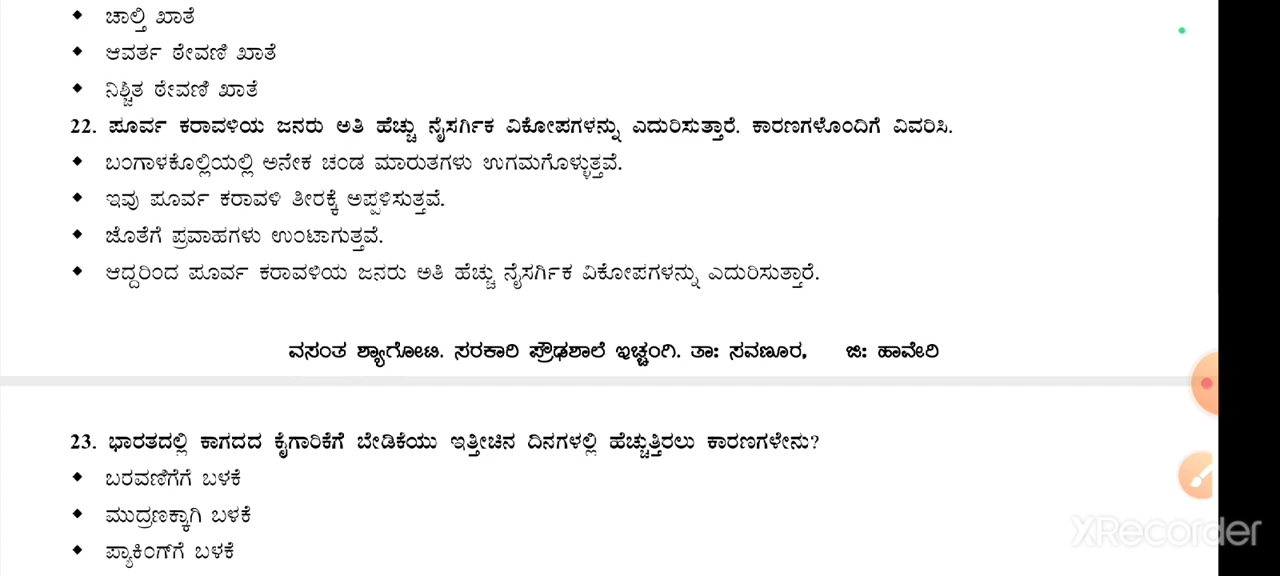 ◆ ಚಾಲ್ತಿ ಖಾತೆ
◆ ಆವರ್ತ ಠೇವಣಿ ಖಾತೆ
◆ ನಿಶ್ಚಿತ ಠೇವಣಿ ಖಾತೆ
22. ಪೂರ್ವ ಕರಾವಳಿಯ ಜನರು ಅತಿ ಹೆಚ್ಚು ನೈಸರ್ಗಿಕ ವಿಕೋಪಗಳನ್ನು ಎದುರಿಸುತ್ತಾರೆ. ಕಾರಣಗಳೊಂದಿಗೆ ವಿವರಿಸಿ.
◆ ಬಂಗಾಳಕೊಲ್ಲಿಯಲ್ಲಿ ಅನೇಕ ಚಂಡ ಮಾರುತಗಳು ಉಗಮಗೊಳ್ಳುತ್ತವೆ.
◆ ಇವು ಪೂರ್ವ ಕರಾವಳಿ ತೀರಕ್ಕೆ ಅಪ್ಪಳಿಸುತ್ತವೆ.
◆ ಜೊತೆಗೆ ಪ್ರವಾಹಗಳು ಉಂಟಾಗುತ್ತವೆ.
◆ ಆದ್ದರಿಂದ ಪೂರ್ವ ಕರಾವಳಿಯ ಜನರು ಅತಿ ಹೆಚ್ಚು ನೈಸರ್ಗಿಕ ವಿಕೋಪಗಳನ್ನು ಎದುರಿಸುತ್ತಾರೆ.
ವಸಂತ ಶ್ಯಾಗೋಟಿ. ಸರಕಾರಿ ಪ್ರೌಢಶಾಲೆ ಇಚ್ಚಂಗಿ. ತಾ: ಸವಣೂರ, ಜಿ: ಹಾವೇರಿ
23. ಭಾರತದಲ್ಲಿ ಕಾಗದದ ಕೈಗಾರಿಕೆಗೆ ಬೇಡಿಕೆಯು ಇತ್ತೀಚಿನ ದಿನಗಳಲ್ಲಿ ಹೆಚ್ಚುತ್ತಿರಲು ಕಾರಣಗಳೇನು?
◆ ಬರವಣಿಗೆಗೆ ಬಳಕೆ
◆ ಮುದ್ರಣಕ್ಕಾಗಿ ಬಳಕೆ
◆ ಪ್ಯಾಕಿಂಗ್‌ಗೆ ಬಳಕೆ
XRecorder